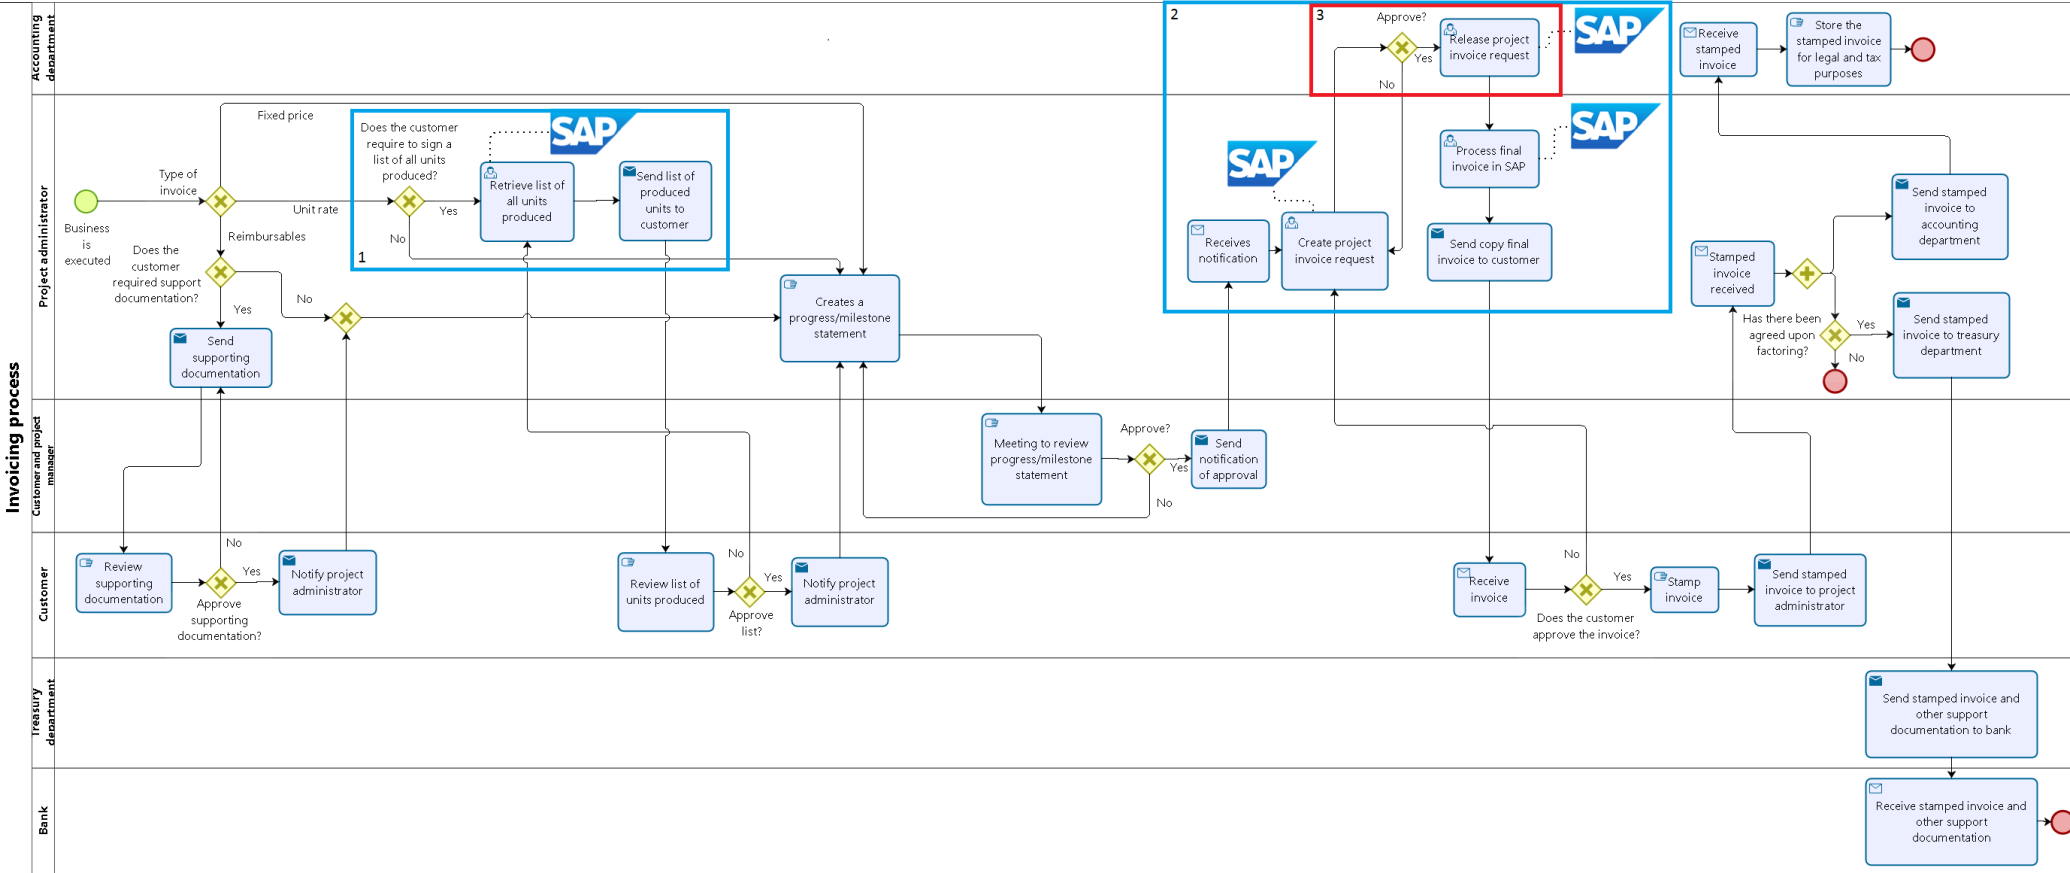 Invoicing process
Accounting
department
2
3
Approve?
Yes
No
Release project
invoice request
SAP
Receive
stamped
invoice
Store the
stamped invoice
for legal and tax
purposes
Project administrator
Business
is
executed
Type of
invoice
Fixed price
Unit rate
Reimbursables
Does the
customer
required support
documentation?
No
Yes
Send
supporting
documentation
1
Does the customer
require to sign a
list of all units
produced?
Yes
No
SAP
Retrieve list of
all units
produced
Send list of
produced
units to
customer
Creates a
progress/milestone
statement
SAP
Receives
notification
Create project
invoice request
SAP
Process final
invoice in SAP
Send copy final
invoice to customer
Stamped
invoice
received
Send stamped
invoice to
accounting
department
Has there been
agreed upon
factoring?
Yes
No
Send stamped
invoice to treasury
department
Customer and project
manager
Meeting to review
progress/milestone
statement
Approve?
Yes
No
Send
notification
of approval
Customer
Review
supporting
documentation
No
Yes
Approve
supporting
documentation?
Notify project
administrator
Review list of
units produced
No
Yes
Approve
list?
Notify project
administrator
Receive
invoice
No
Yes
Does the customer
approve the invoice?
Stamp
invoice
Send stamped
invoice to project
administrator
Treasury
department
Send stamped invoice and
other support
documentation to bank
Bank
Receive stamped invoice and
other support
documentation